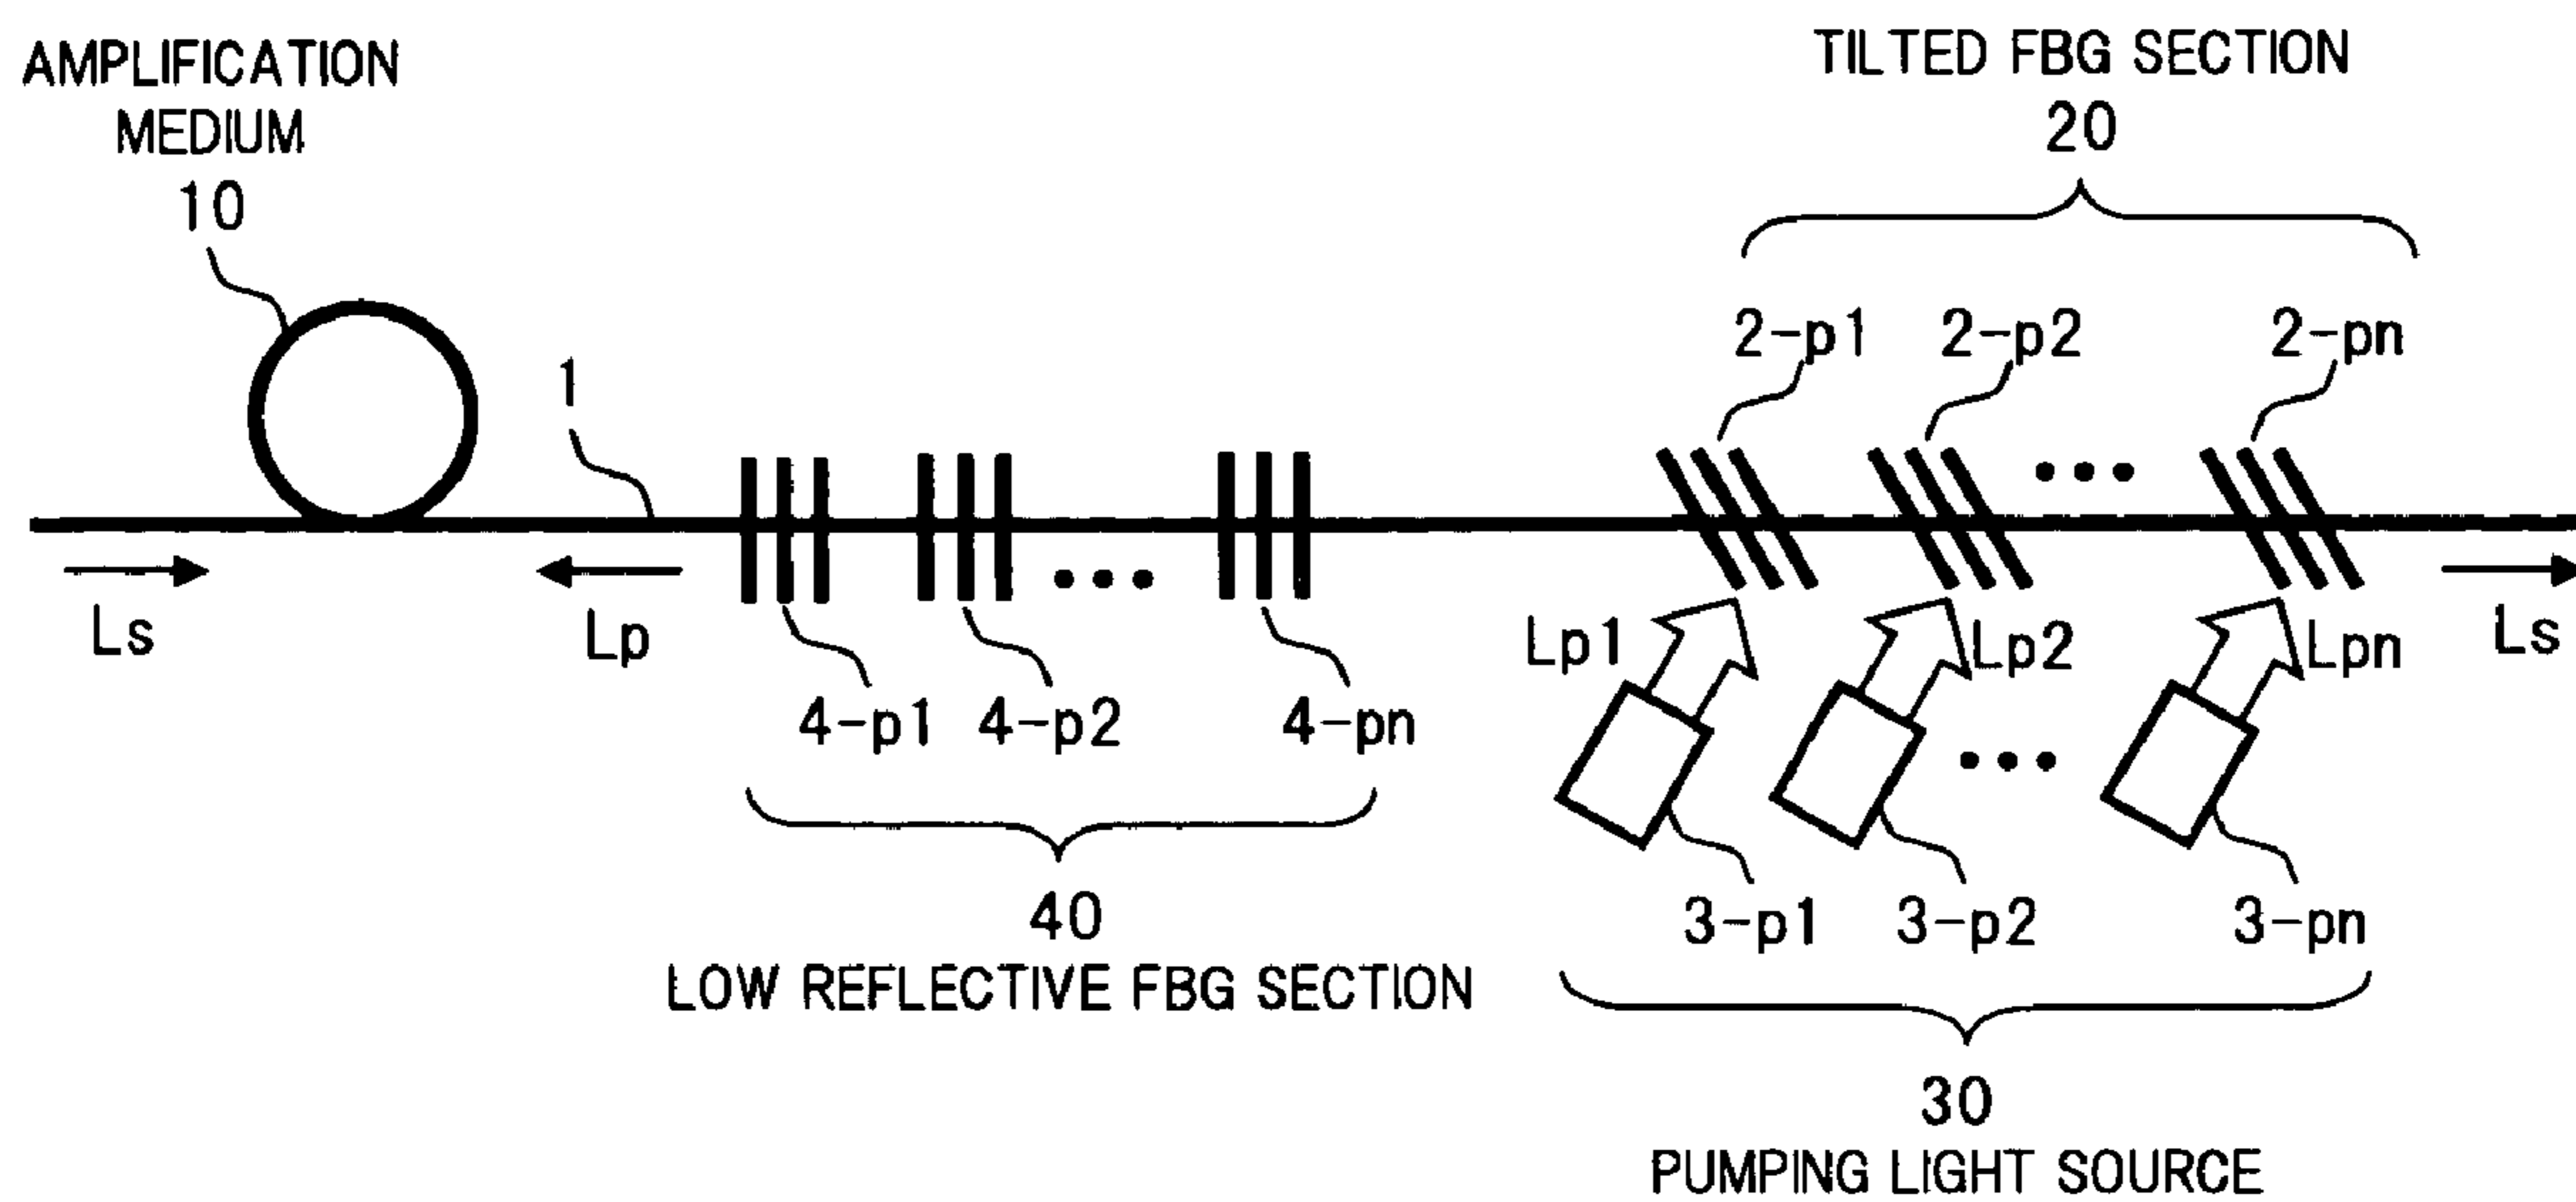 AMPLIFICATION
MEDIUM
10
TILTED FBG SECTION
20
2-p1 2-p2 2-pn
1
Ls
Lp
Lp1
Lp2
Lpn
Ls
4-p1 4-p2 4-pn
3-p1 3-p2 3-pn
40
LOW REFLECTIVE FBG SECTION
30
PUMPING LIGHT SOURCE